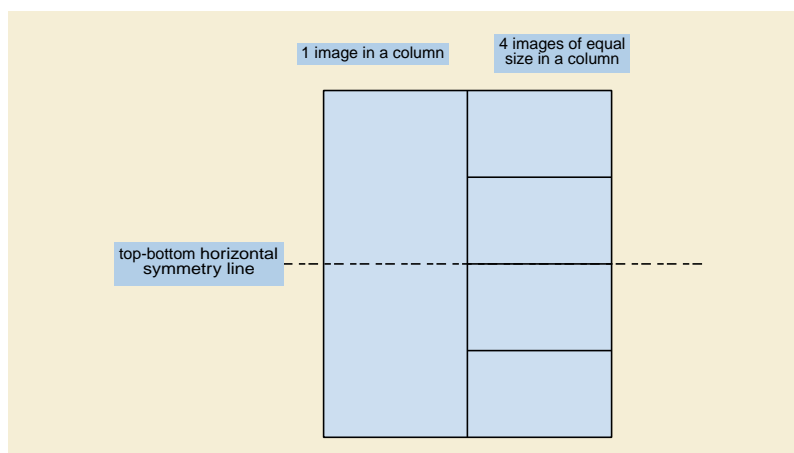 1 image in a column
4 images of equal
size in a column
top-bottom horizontal
symmetry line